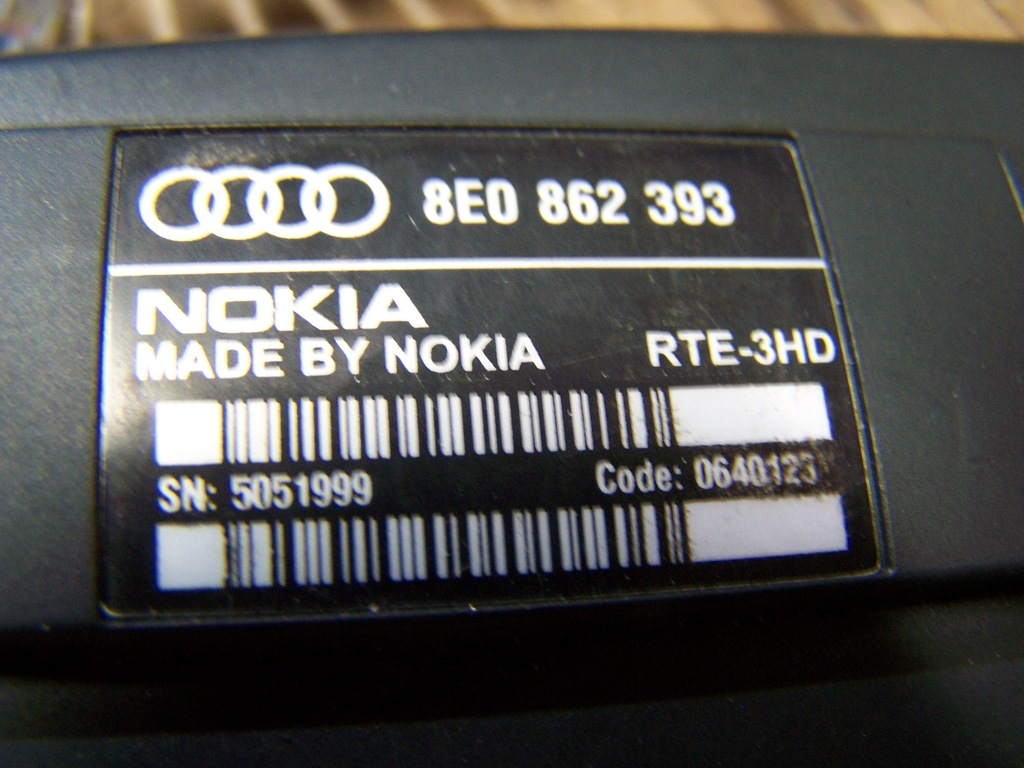 8E0 862 393
NOKIA
MADE BY NOKIA RTE-3HD
SN: 5051999 Code: 0640123